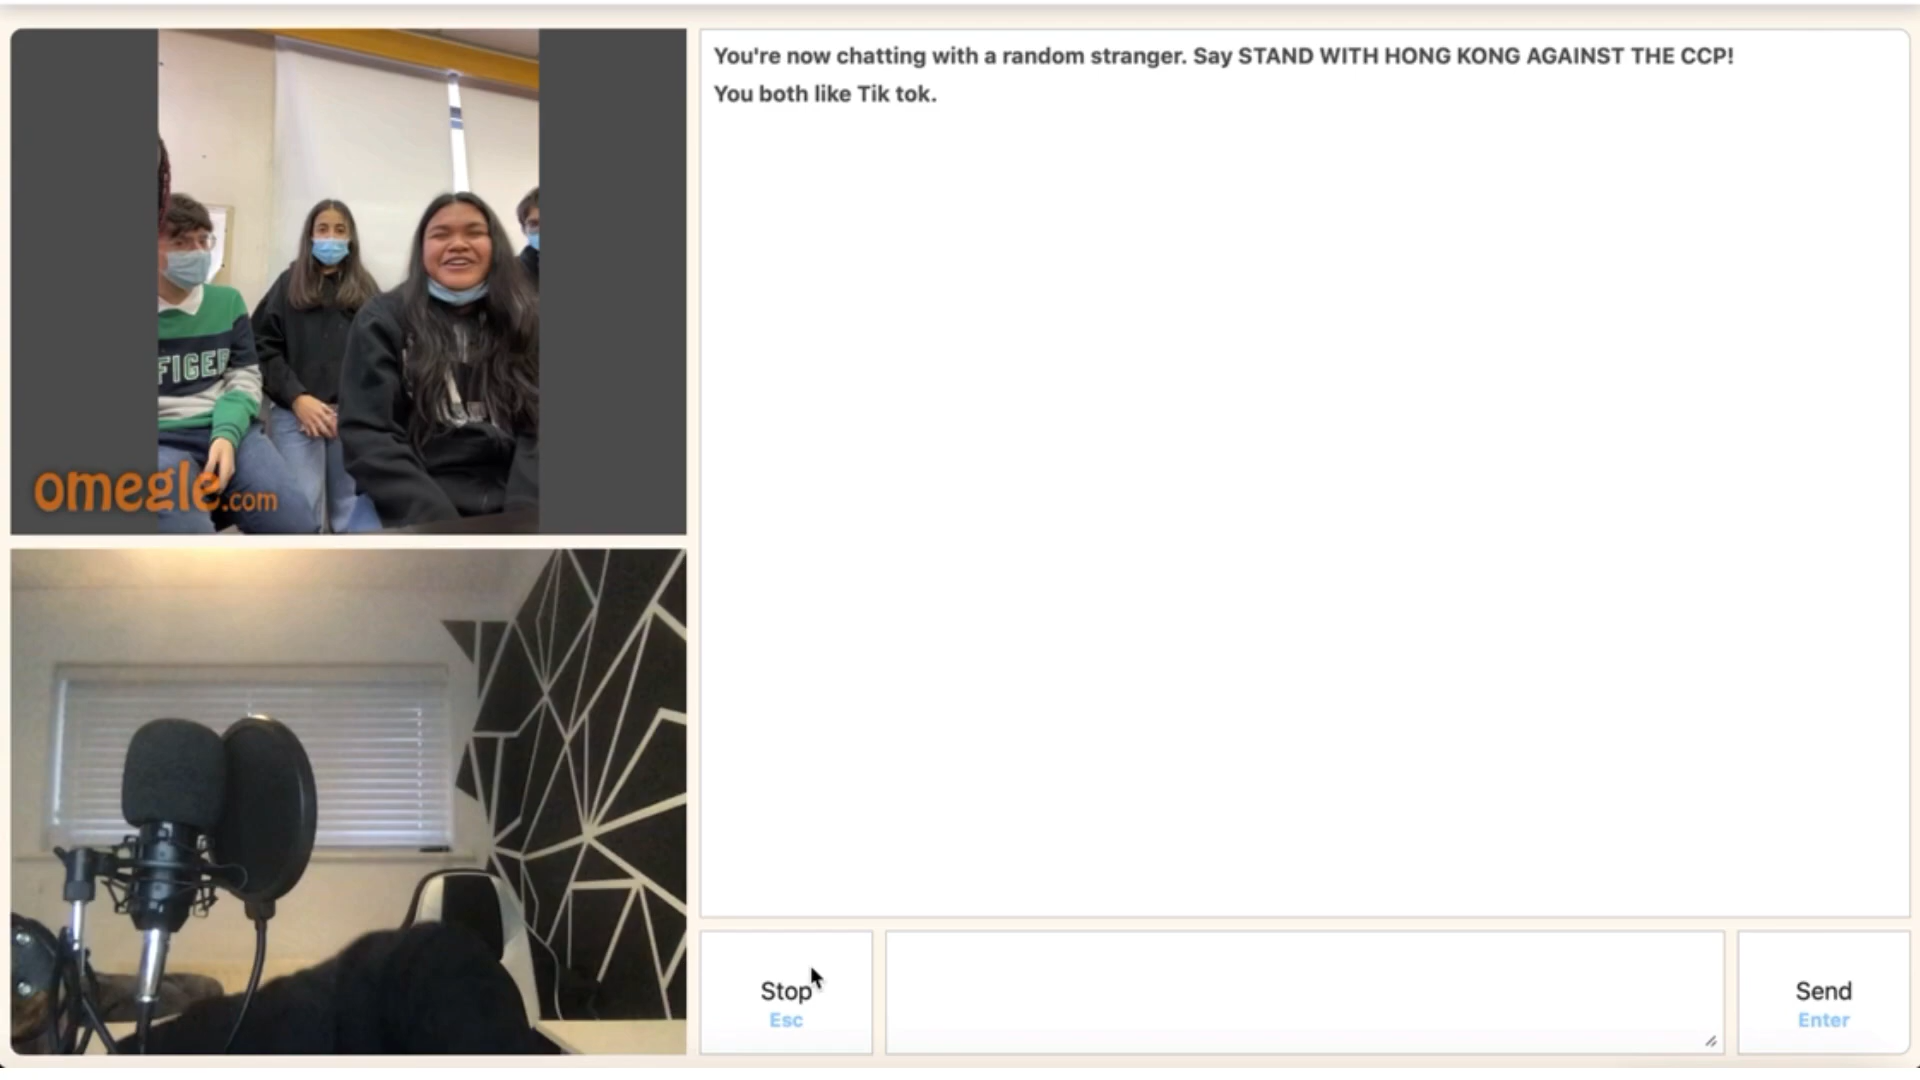 You're now chatting with a random stranger. Say STAND WITH HONG KONG AGAINST THE CCP!
You both like Tik tok.
FIGER
omegle.com
Stop
Esc
Send
Enter